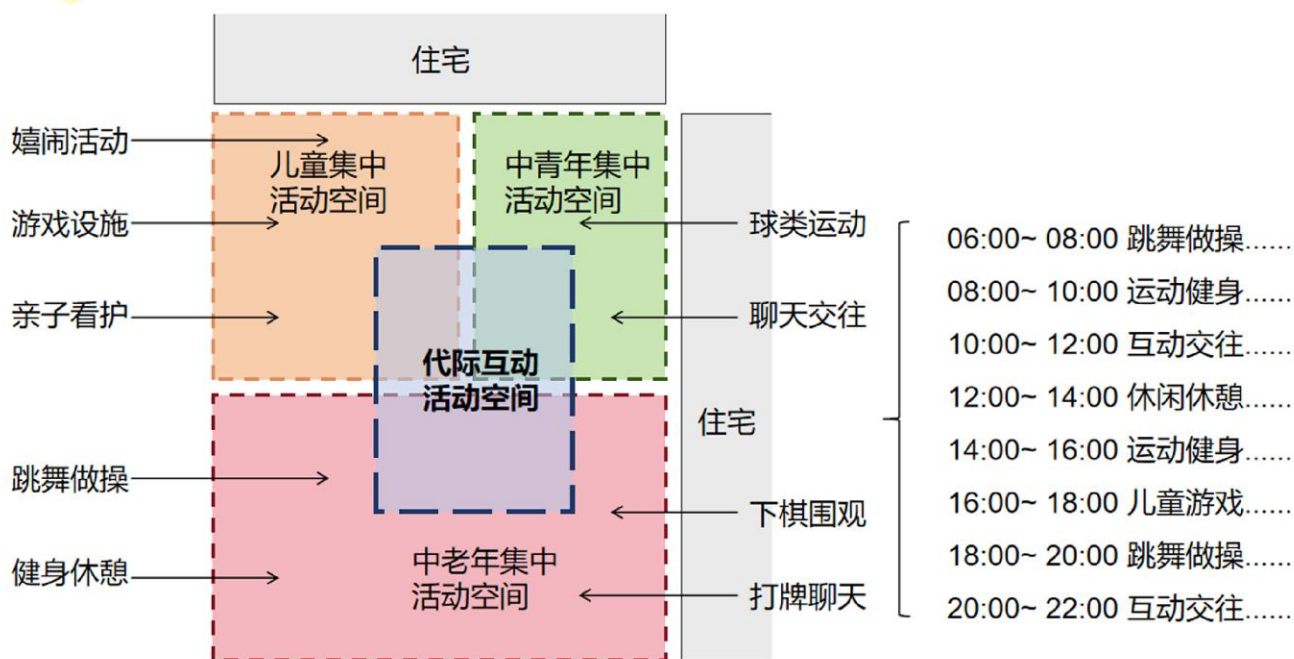 住宅
嬉闹活动
游戏设施
亲子看护
跳舞做操
健身休憩
儿童集中
活动空间
中青年集中
活动空间
代际互动
活动空间
中老年集中
活动空间
球类运动
聊天交往
下棋围观
打牌聊天
住宅
06:00~ 08:00 跳舞做操......
08:00~ 10:00 运动健身......
10:00~ 12:00 互动交往......
12:00~ 14:00 休闲休憩......
14:00~ 16:00 运动健身......
16:00~ 18:00 儿童游戏......
18:00~ 20:00 跳舞做操......
20:00~ 22:00 互动交往......